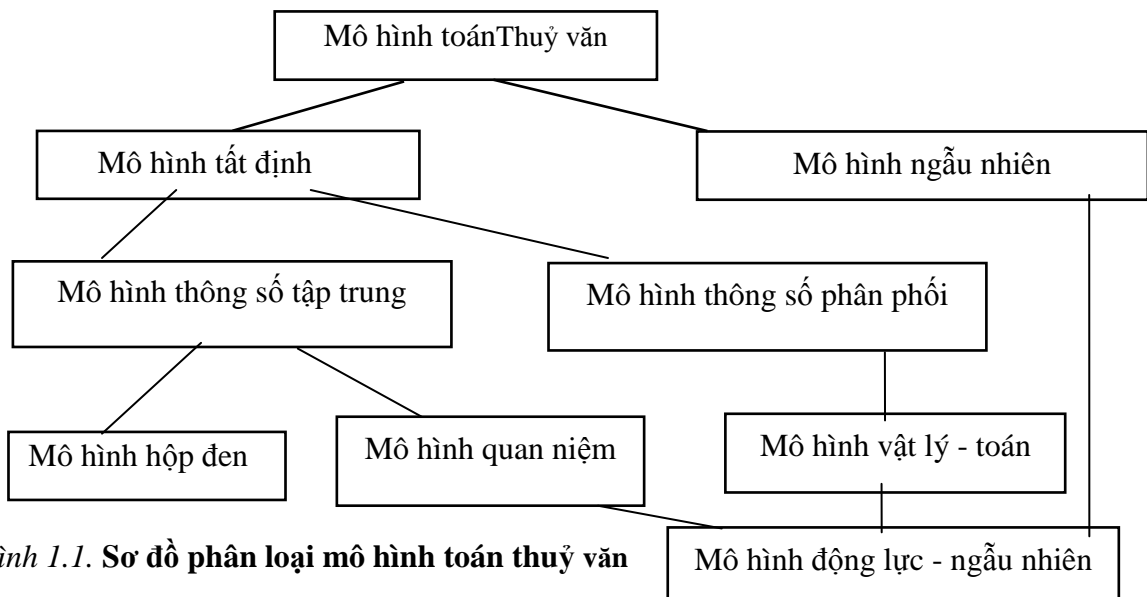 Mô hình toánThuỷ văn
Mô hình tất định
Mô hình ngẫu nhiên
Mô hình thông số tập trung
Mô hình thông số phân phối
Mô hình hộp đen
Mô hình quan niệm
Mô hình vật lý - toán
ình 1.1. Sơ đồ phân loại mô hình toán thuỷ văn
Mô hình động lực - ngẫu nhiên